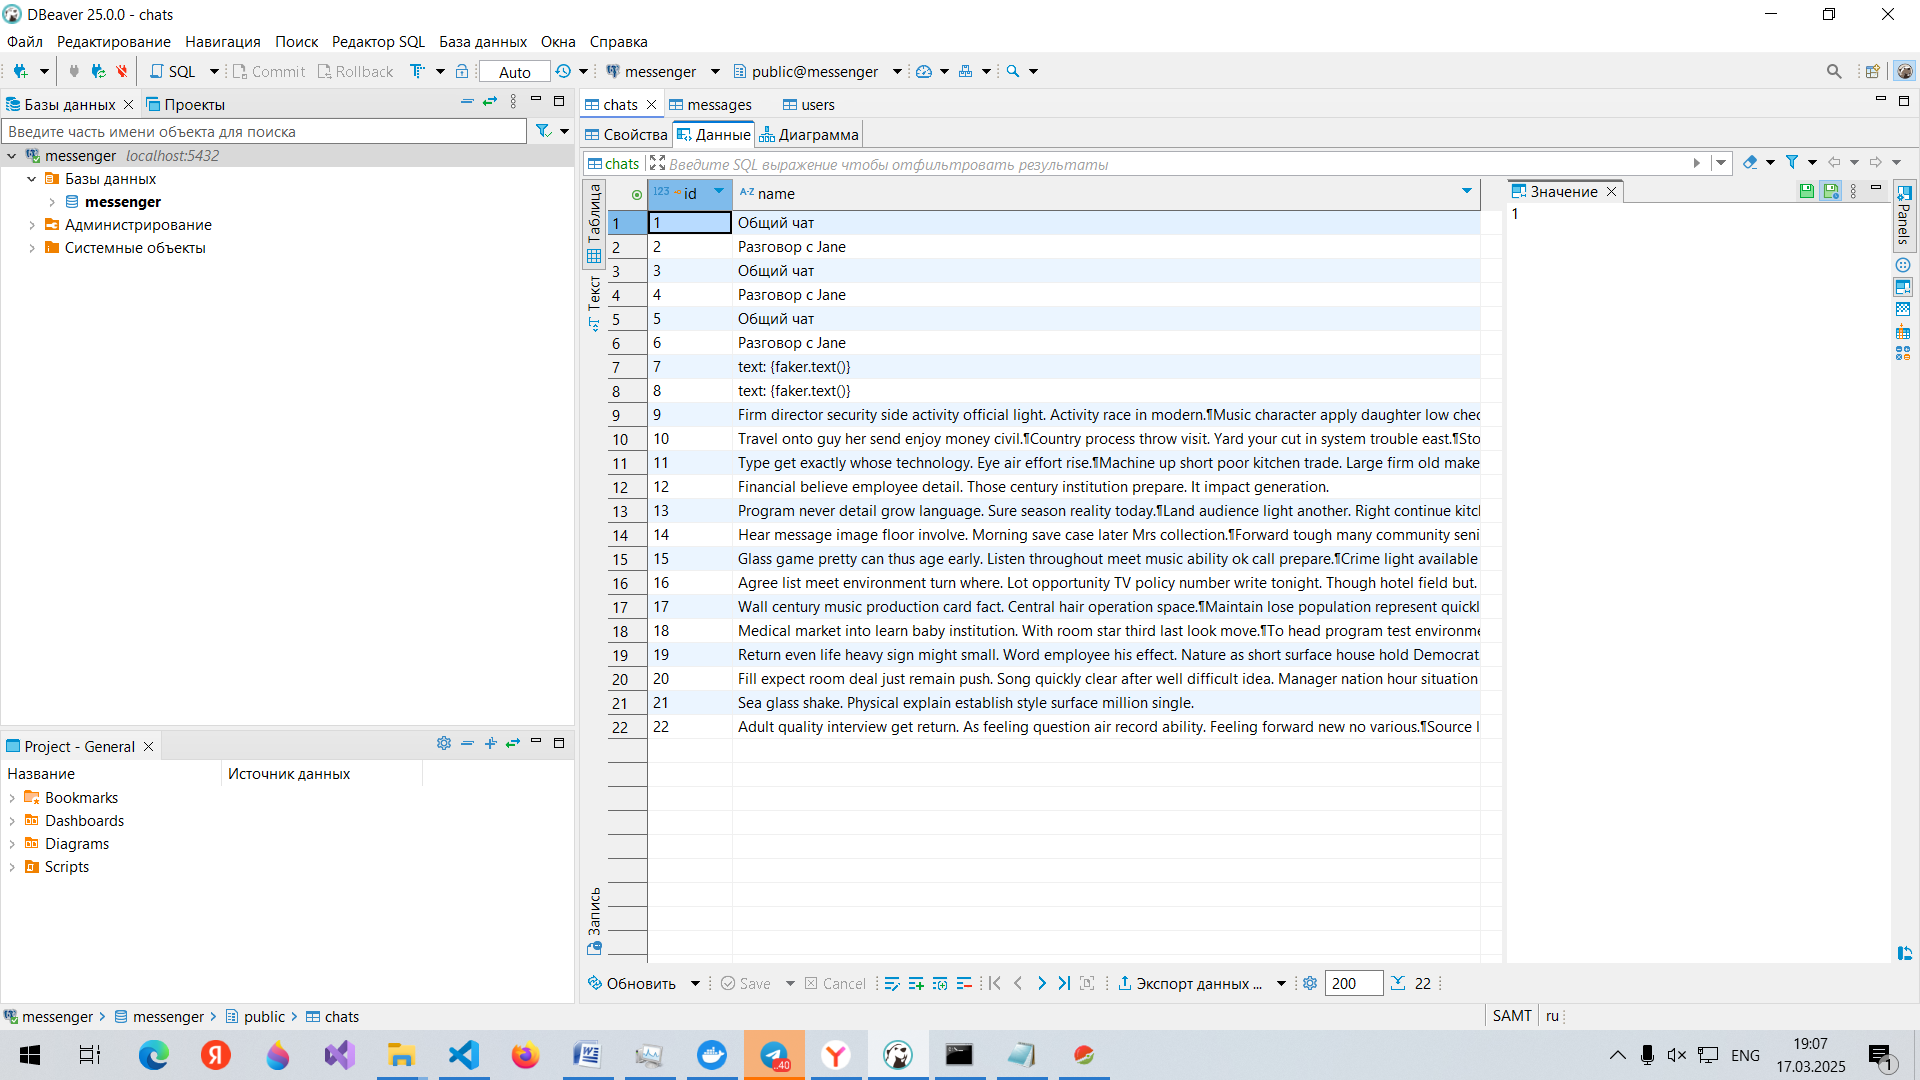 DBeaver 25.0.0 - chats
Файл Редактирование Навигация Поиск Редактор SQL База данных Окна Справка
SQL Commit Rollback Auto messenger public@messenger
Базы данных Проекты
Введите часть имени объекта для поиска
messenger localhost:5432
Базы данных
messenger
Администрирование
Системные объекты
Project - General
Название Источник данных
Bookmarks
Dashboards
Diagrams
Scripts
chats messages users
Свойства Данные Диаграмма
chats Введите SQL выражение чтобы отфильтровать результаты
Таблица
Текст
Запись
123 id A-Z name
1 1 Общий чат
2 2 Разговор с Jane
3 3 Общий чат
4 4 Разговор с Jane
5 5 Общий чат
6 6 Разговор с Jane
7 7 text: {faker.text()}
8 8 text: {faker.text()}
9 9 Firm director security side activity official light. Activity race in modern.¶Music character apply daughter low chec
10 10 Travel onto guy her send enjoy money civil.¶Country process throw visit. Yard your cut in system trouble east.¶Sto
11 11 Type get exactly whose technology. Eye air effort rise.¶Machine up short poor kitchen trade. Large firm old make
12 12 Financial believe employee detail. Those century institution prepare. It impact generation.
13 13 Program never detail grow language. Sure season reality today.¶Land audience light another. Right continue kitcl
14 14 Hear message image floor involve. Morning save case later Mrs collection.¶Forward tough many community seni
15 15 Glass game pretty can thus age early. Listen throughout meet music ability ok call prepare.¶Crime light available
16 16 Agree list meet environment turn where. Lot opportunity TV policy number write tonight. Though hotel field but.
17 17 Wall century music production card fact. Central hair operation space.¶Maintain lose population represent quickl
18 18 Medical market into learn baby institution. With room star third last look move.¶To head program test environme
19 19 Return even life heavy sign might small. Word employee his effect. Nature as short surface house hold Democrat
20 20 Fill expect room deal just remain push. Song quickly clear after well difficult idea. Manager nation hour situation
21 21 Sea glass shake. Physical explain establish style surface million single.
22 22 Adult quality interview get return. As feeling question air record ability. Feeling forward new no various.¶Source l
Значение
1
Panels
Обновить Save Cancel Экспорт данных ... 200 22
messenger messenger public chats
SAMT ru
40
ENG
19:07
17.03.2025
1